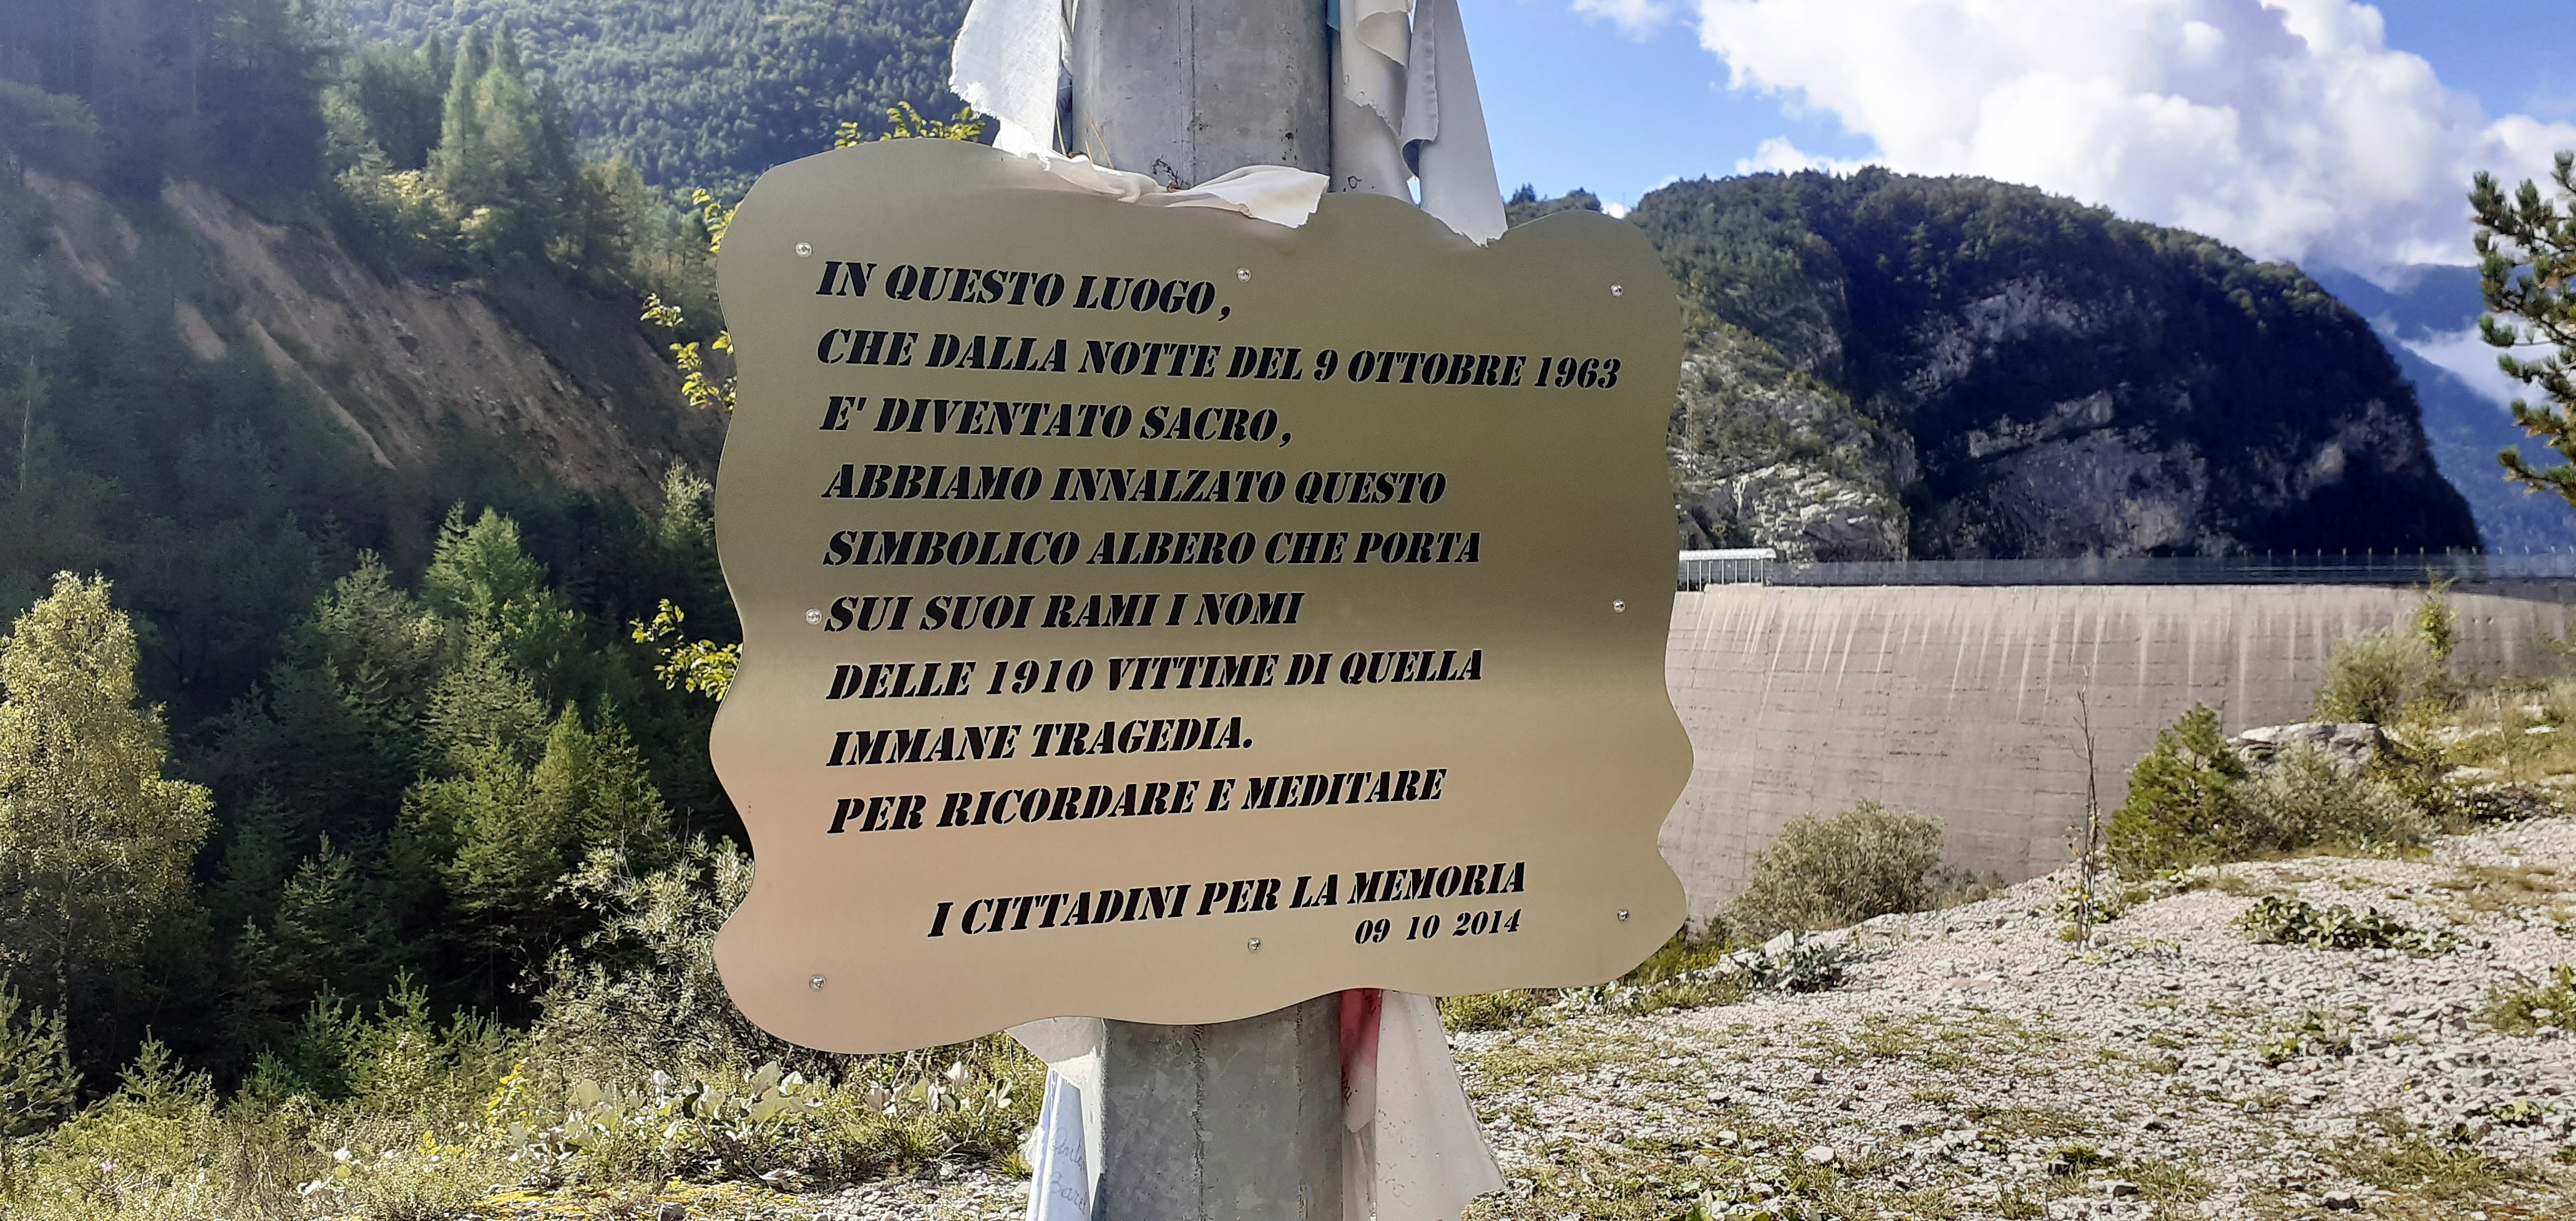 IN QUESTO LUOGO,
CHE DALLA NOTTE DEL 9 OTTOBRE 1963
E' DIVENTATO SACRO,
ABBIAMO INNALZATO QUESTO
SIMBOLICO ALBERO CHE PORTA
SUI SUOI RAMI I NOMI
DELLE 1910 VITTIME DI QUELLA
IMMANE TRAGEDIA.
PER RICORDARE E MEDITARE
I CITTADINI PER LA MEMORIA
09 10 2014